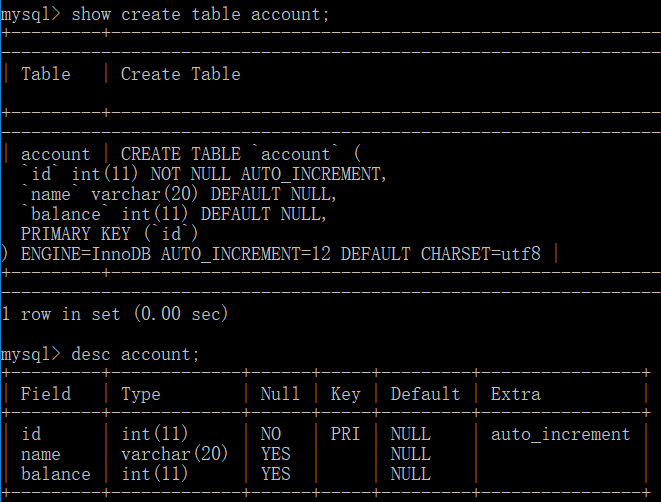 mysql> show create table account;
+---------+--------------------------------------------------------
-------------------------------------------------------------------
| Table   | Create Table
+---------+--------------------------------------------------------
-------------------------------------------------------------------
| account | CREATE TABLE `account` (
  `id` int(11) NOT NULL AUTO_INCREMENT,
  `name` varchar(20) DEFAULT NULL,
  `balance` int(11) DEFAULT NULL,
  PRIMARY KEY (`id`)
) ENGINE=InnoDB AUTO_INCREMENT=12 DEFAULT CHARSET=utf8 |
+---------+--------------------------------------------------------
-------------------------------------------------------------------
1 row in set (0.00 sec)
mysql> desc account;
+---------+-------------+------+-----+---------+----------------+
| Field   | Type        | Null | Key | Default | Extra          |
+---------+-------------+------+-----+---------+----------------+
| id      | int(11)     | NO   | PRI | NULL    | auto_increment |
| name    | varchar(20) | YES  |     | NULL    |                |
| balance | int(11)     | YES  |     | NULL    |                |
+---------+-------------+------+-----+---------+----------------+